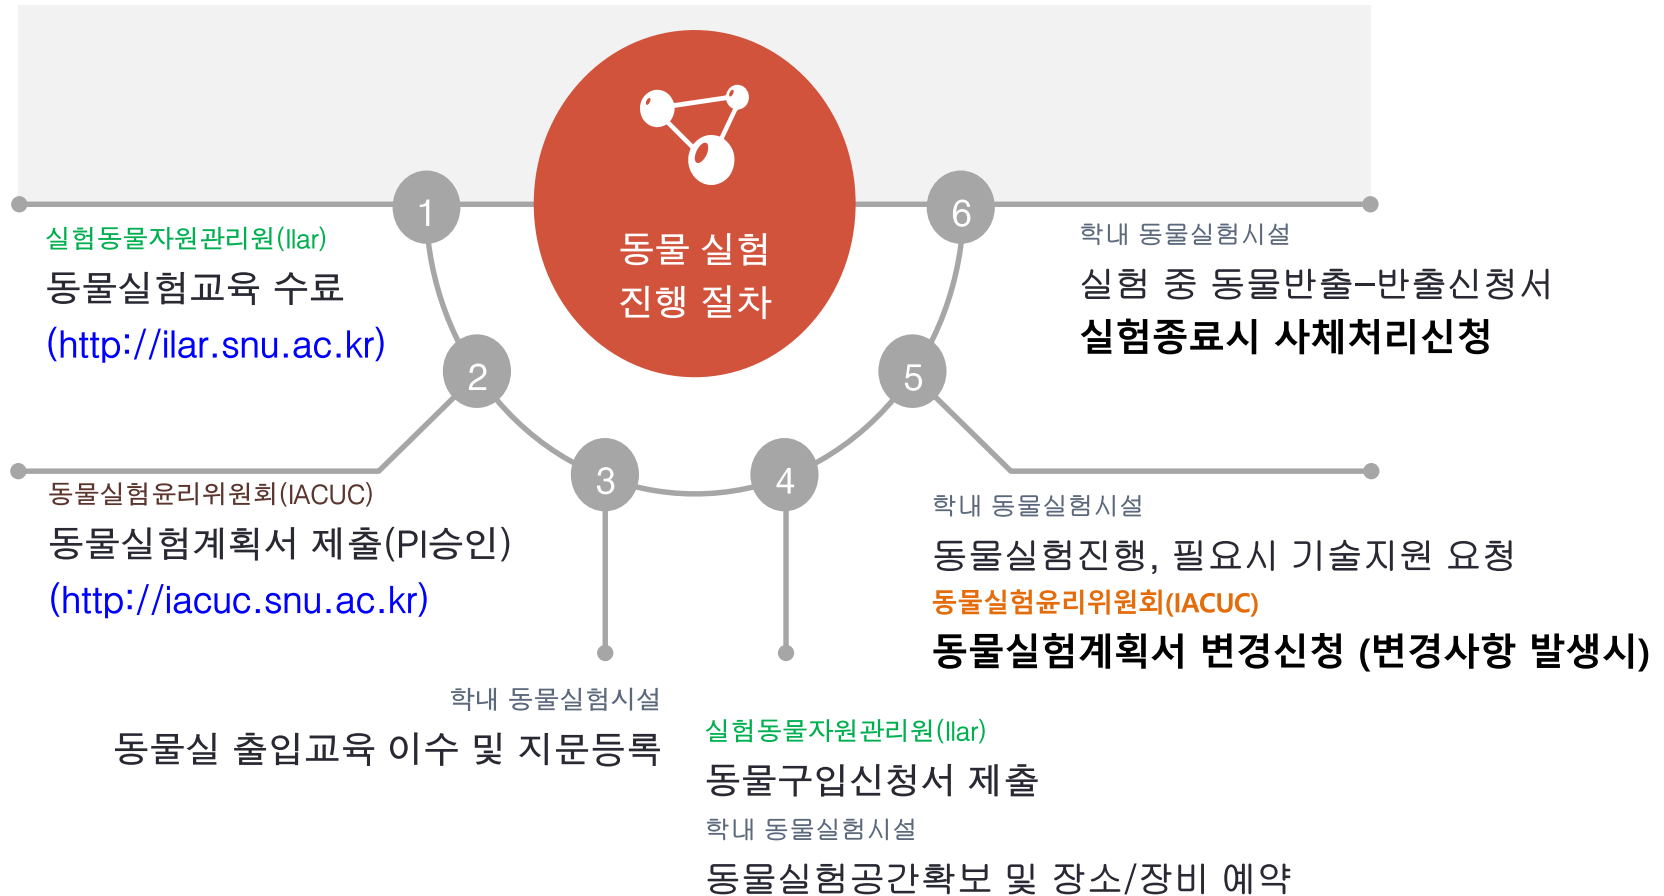 동물 실험
진행 절차
1
실험동물자원관리원(Ilar)
동물실험교육 수료
(http://ilar.snu.ac.kr)
2
동물실험윤리위원회(IACUC)
동물실험계획서 제출(PI승인)
(http://iacuc.snu.ac.kr)
3
학내 동물실험시설
동물실 출입교육 이수 및 지문등록
4
실험동물자원관리원(Ilar)
동물구입신청서 제출
학내 동물실험시설
동물실험공간확보 및 장소/장비 예약
5
학내 동물실험시설
동물실험진행, 필요시 기술지원 요청
동물실험윤리위원회(IACUC)
동물실험계획서 변경신청 (변경사항 발생시)
6
학내 동물실험시설
실험 중 동물반출–반출신청서
실험종료시 사체처리신청